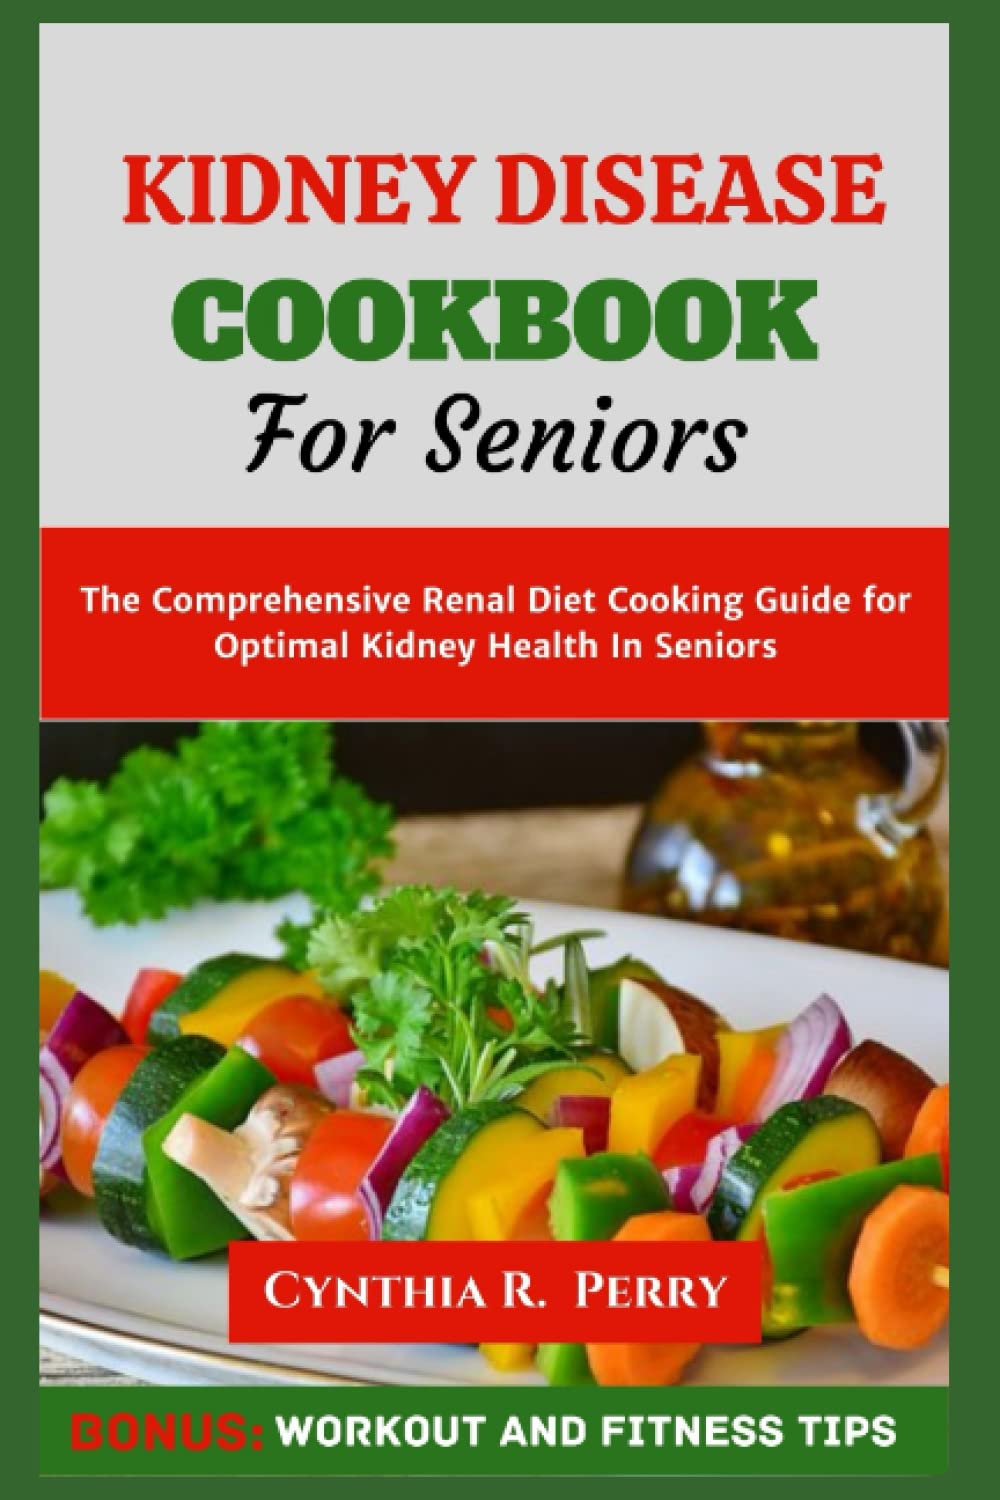 KIDNEY DISEASE
COOKBOOK
For Seniors
The Comprehensive Renal Diet Cooking Guide for
Optimal Kidney Health In Seniors
CYNTHIA R. PERRY
BONUS: WORKOUT AND FITNESS TIPS